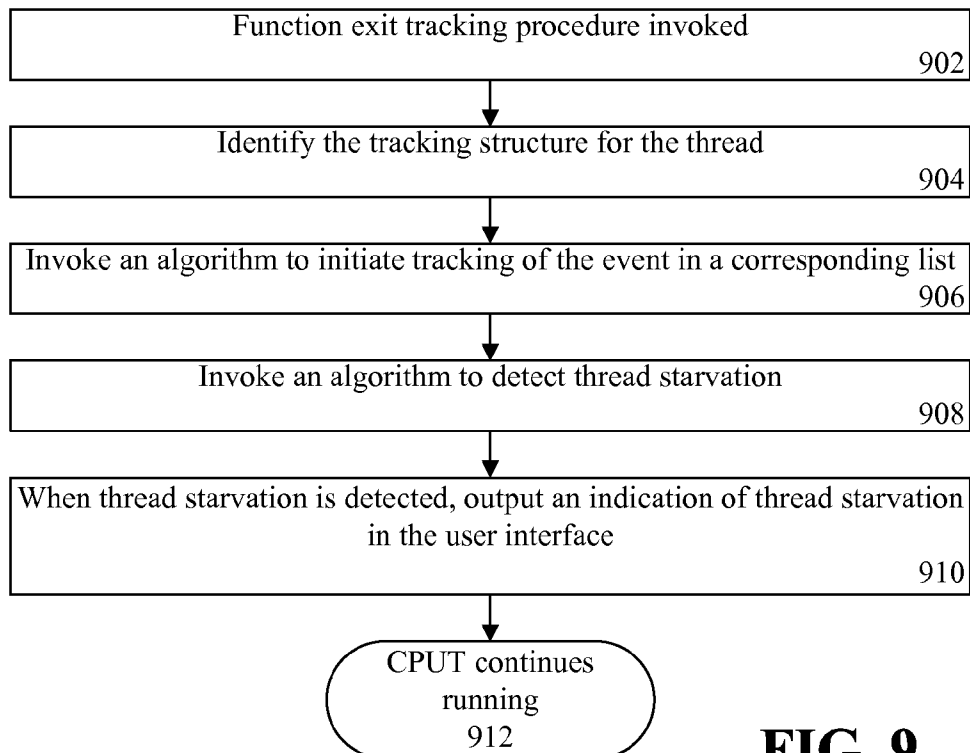 Function exit tracking procedure invoked
902
Identify the tracking structure for the thread
904
Invoke an algorithm to initiate tracking of the event in a corresponding list
906
Invoke an algorithm to detect thread starvation
908
When thread starvation is detected, output an indication of thread starvation
in the user interface
910
CPUT continues
running
912
FIG. 9